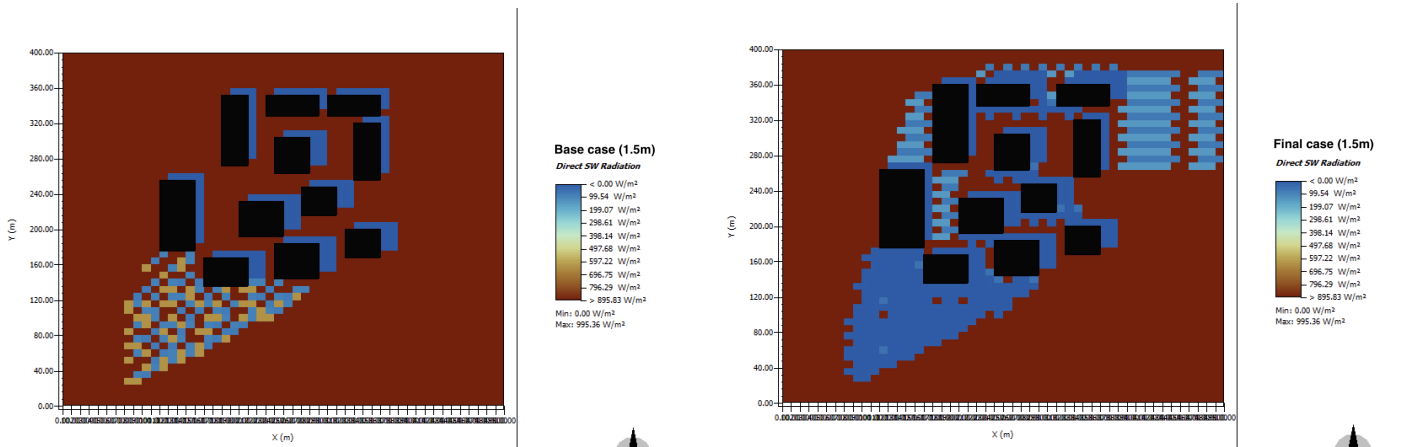 400.00
360.00
320.00
280.00
240.00
200.00
160.00
120.00
80.00
40.00
0.00
Y (m)
X (m)
Base case (1.5m)
Direct SW Radiation
< 0.00 W/m²
99.54 W/m²
199.07 W/m²
298.61 W/m²
398.14 W/m²
497.68 W/m²
597.22 W/m²
696.75 W/m²
796.29 W/m²
> 895.83 W/m²
Min: 0.00 W/m²
Max: 995.36 W/m²
400.00
360.00
320.00
280.00
240.00
200.00
160.00
120.00
80.00
40.00
0.00
Y (m)
X (m)
Final case (1.5m)
Direct SW Radiation
< 0.00 W/m²
99.54 W/m²
199.07 W/m²
298.61 W/m²
398.14 W/m²
497.68 W/m²
597.22 W/m²
696.75 W/m²
796.29 W/m²
> 895.83 W/m²
Min: 0.00 W/m²
Max: 995.36 W/m²